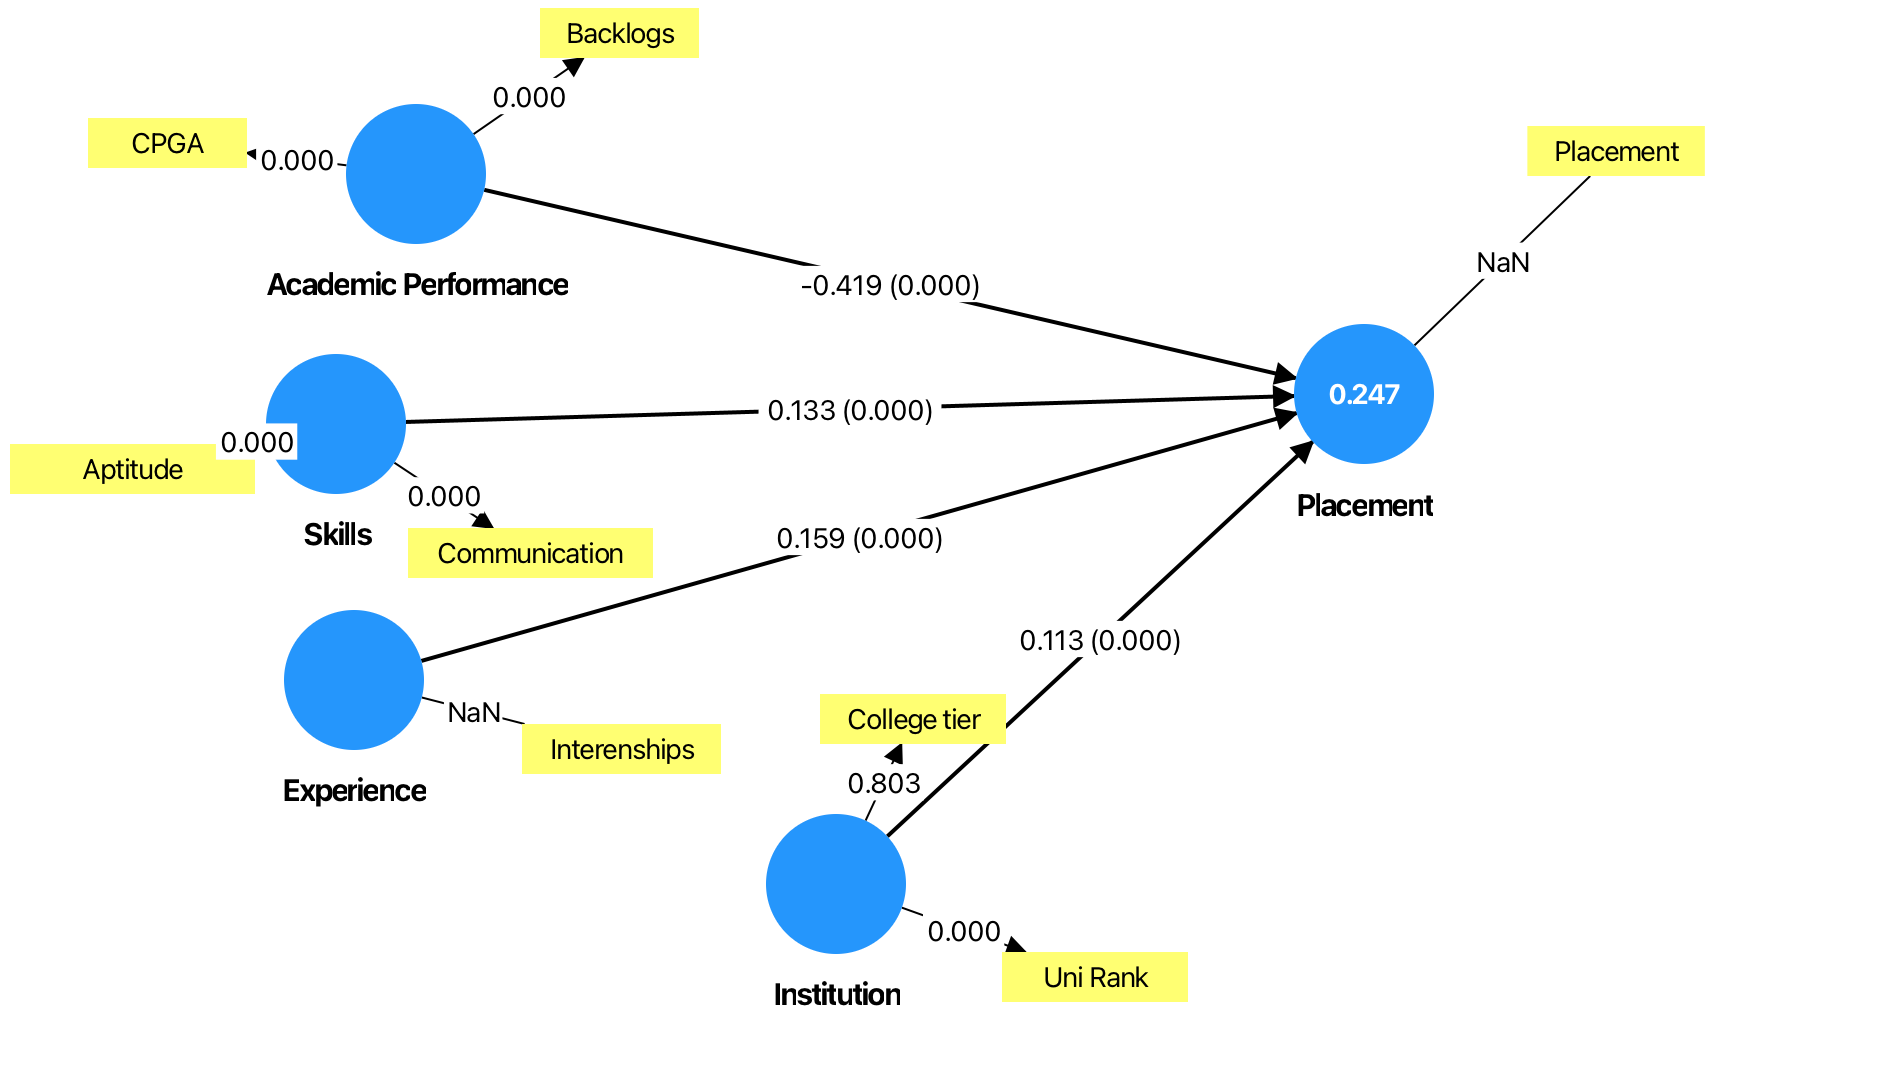 Backlogs
0.000
CPGA
0.000
Academic Performance
-0.419 (0.000)
Placement
NaN
0.247
Placement
0.133 (0.000)
0.000
Aptitude
0.000
Skills
Communication
0.159 (0.000)
NaN
Interenships
Experience
0.113 (0.000)
College tier
0.803
0.000
Uni Rank
Institution